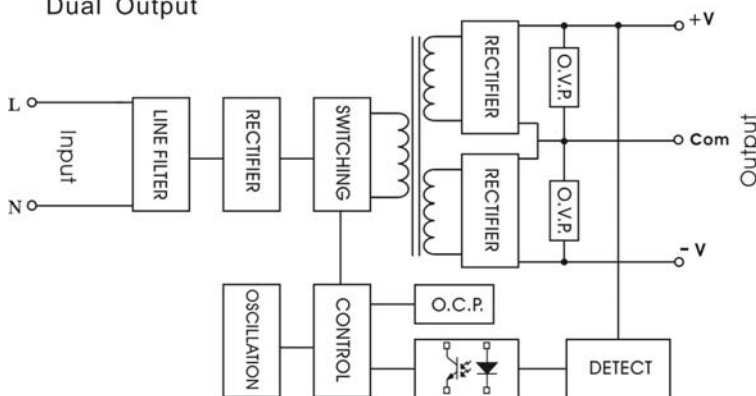 Dual Output
L
Input
N
LINE FILTER
RECTIFIER
SWITCHING
RECTIFIER
RECTIFIER
O.V.P.
O.V.P.
+V
Com
- V
Output
OSCILLATION
CONTROL
O.C.P.
DETECT